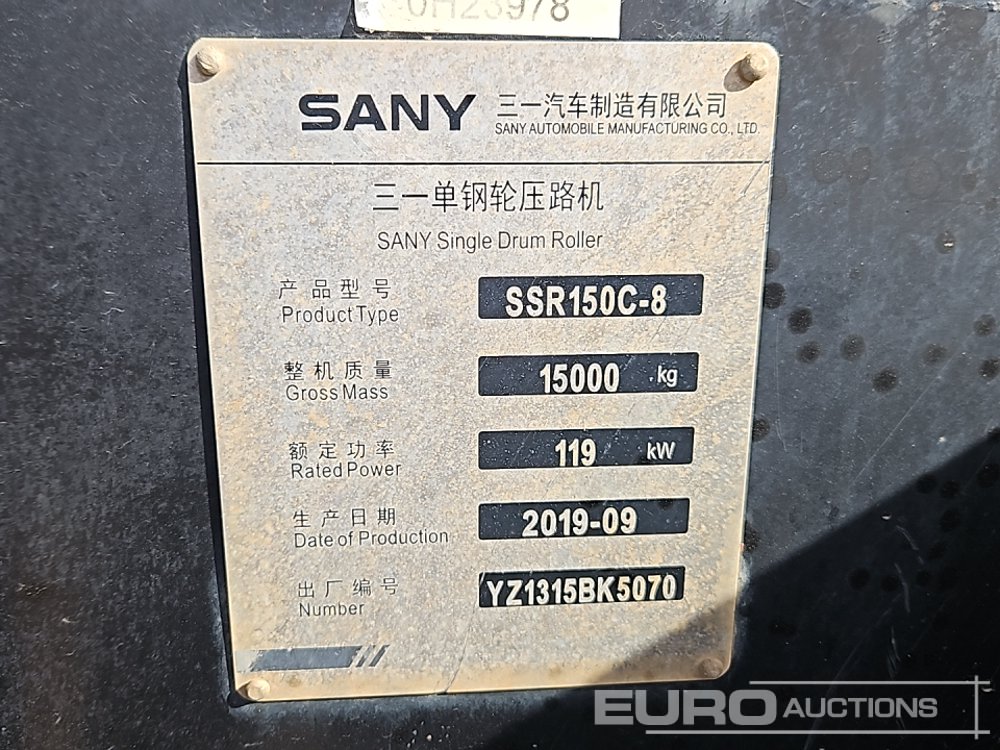 0H23978
SANY 三一汽车制造有限公司
SANY AUTOMOBILE MANUFACTURING CO., LTD.
三一单钢轮压路机
SANY Single Drum Roller
产品型号 SSR150C-8
Product Type
整机质量 15000 kg
Gross Mass
额定功率 119 kW
Rated Power
生产日期 2019-09
Date of Production
出厂编号 YZ1315BK5070
Number
EURO AUCTIONS